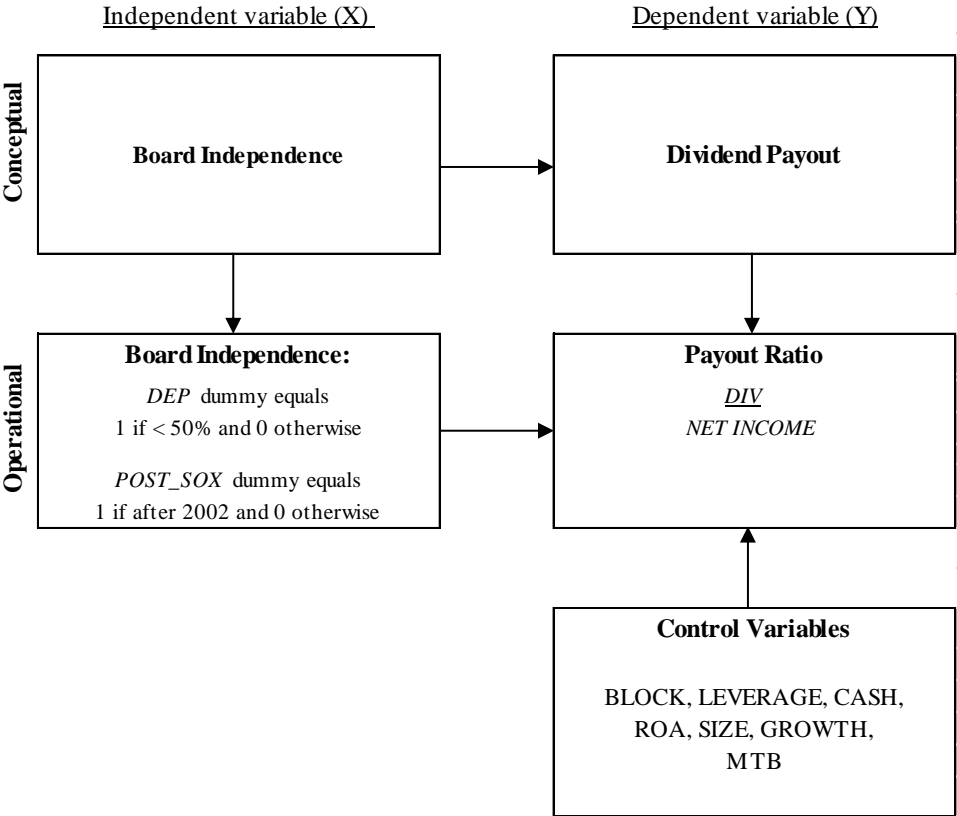 Independent variable (X)
Dependent variable (Y)
Conceptual
Board Independence
Dividend Payout
Operational
Board Independence:
DEP dummy equals
1 if < 50% and 0 otherwise
POST_SOX dummy equals
1 if after 2002 and 0 otherwise
Payout Ratio
DIV
NET INCOME
Control Variables
BLOCK, LEVERAGE, CASH,
ROA, SIZE, GROWTH,
MTB